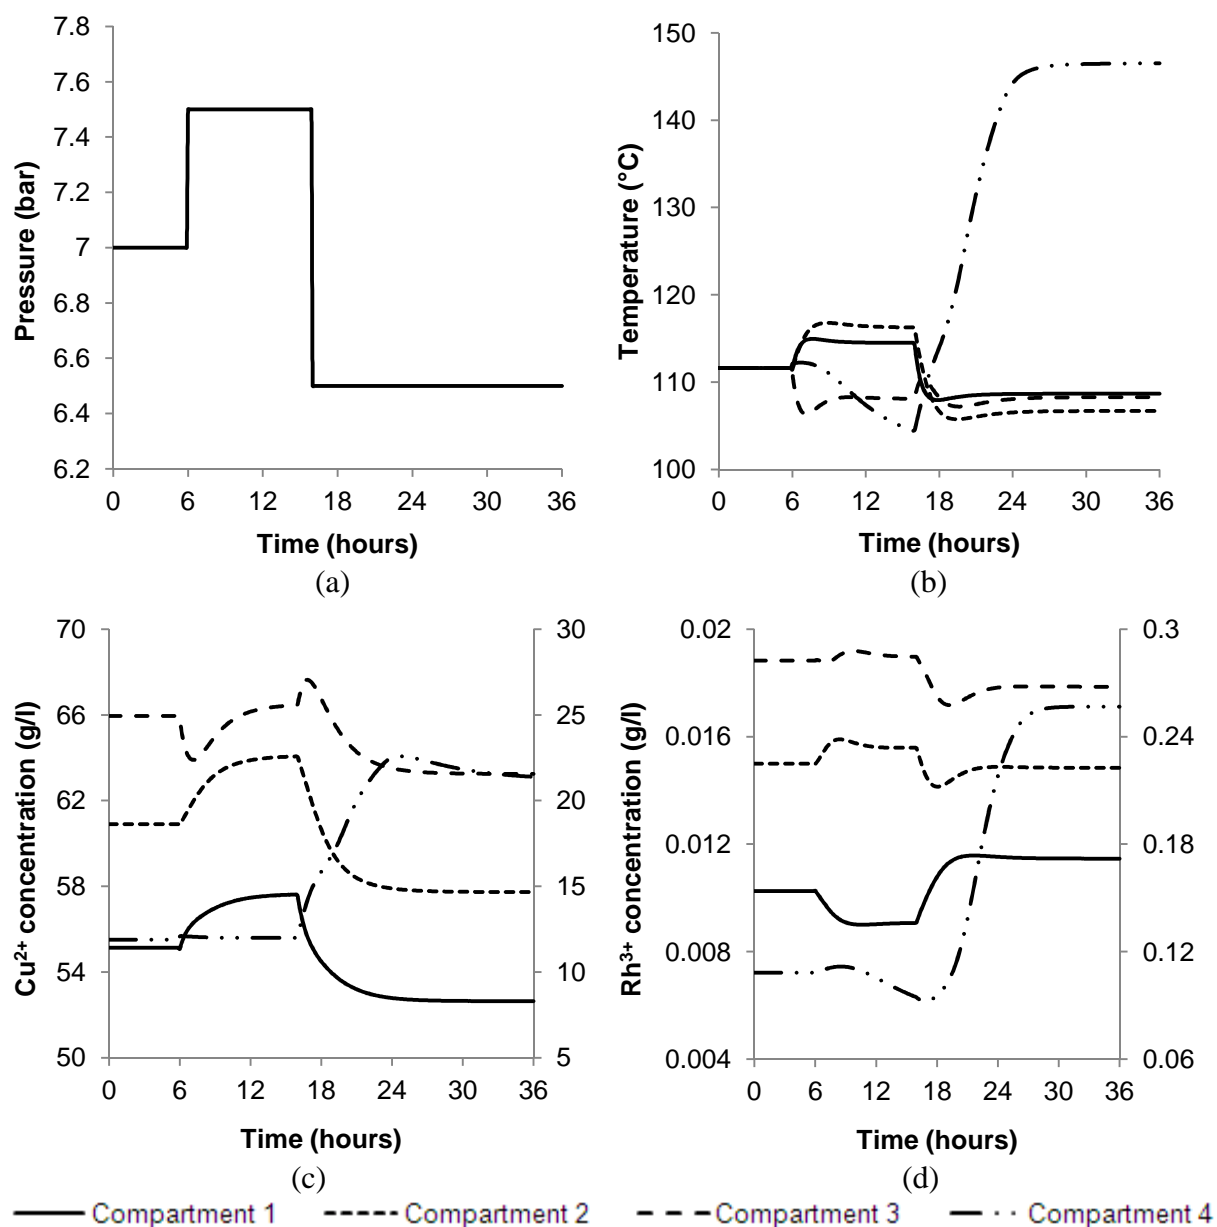 7.8
7.6
7.4
7.2
7
6.8
6.6
6.4
6.2
Pressure (bar)
0 6 12 18 24 30 36
Time (hours)
(a)
150
140
130
120
110
100
Temperature (°C)
0 6 12 18 24 30 36
Time (hours)
(b)
70
66
62
58
54
50
Cu²⁺ concentration (g/l)
30
25
20
15
10
5
0 6 12 18 24 30 36
Time (hours)
(c)
0.02
0.016
0.012
0.008
0.004
Rh³⁺ concentration (g/l)
0.3
0.24
0.18
0.12
0.06
0 6 12 18 24 30 36
Time (hours)
(d)
Compartment 1 Compartment 2 Compartment 3 Compartment 4